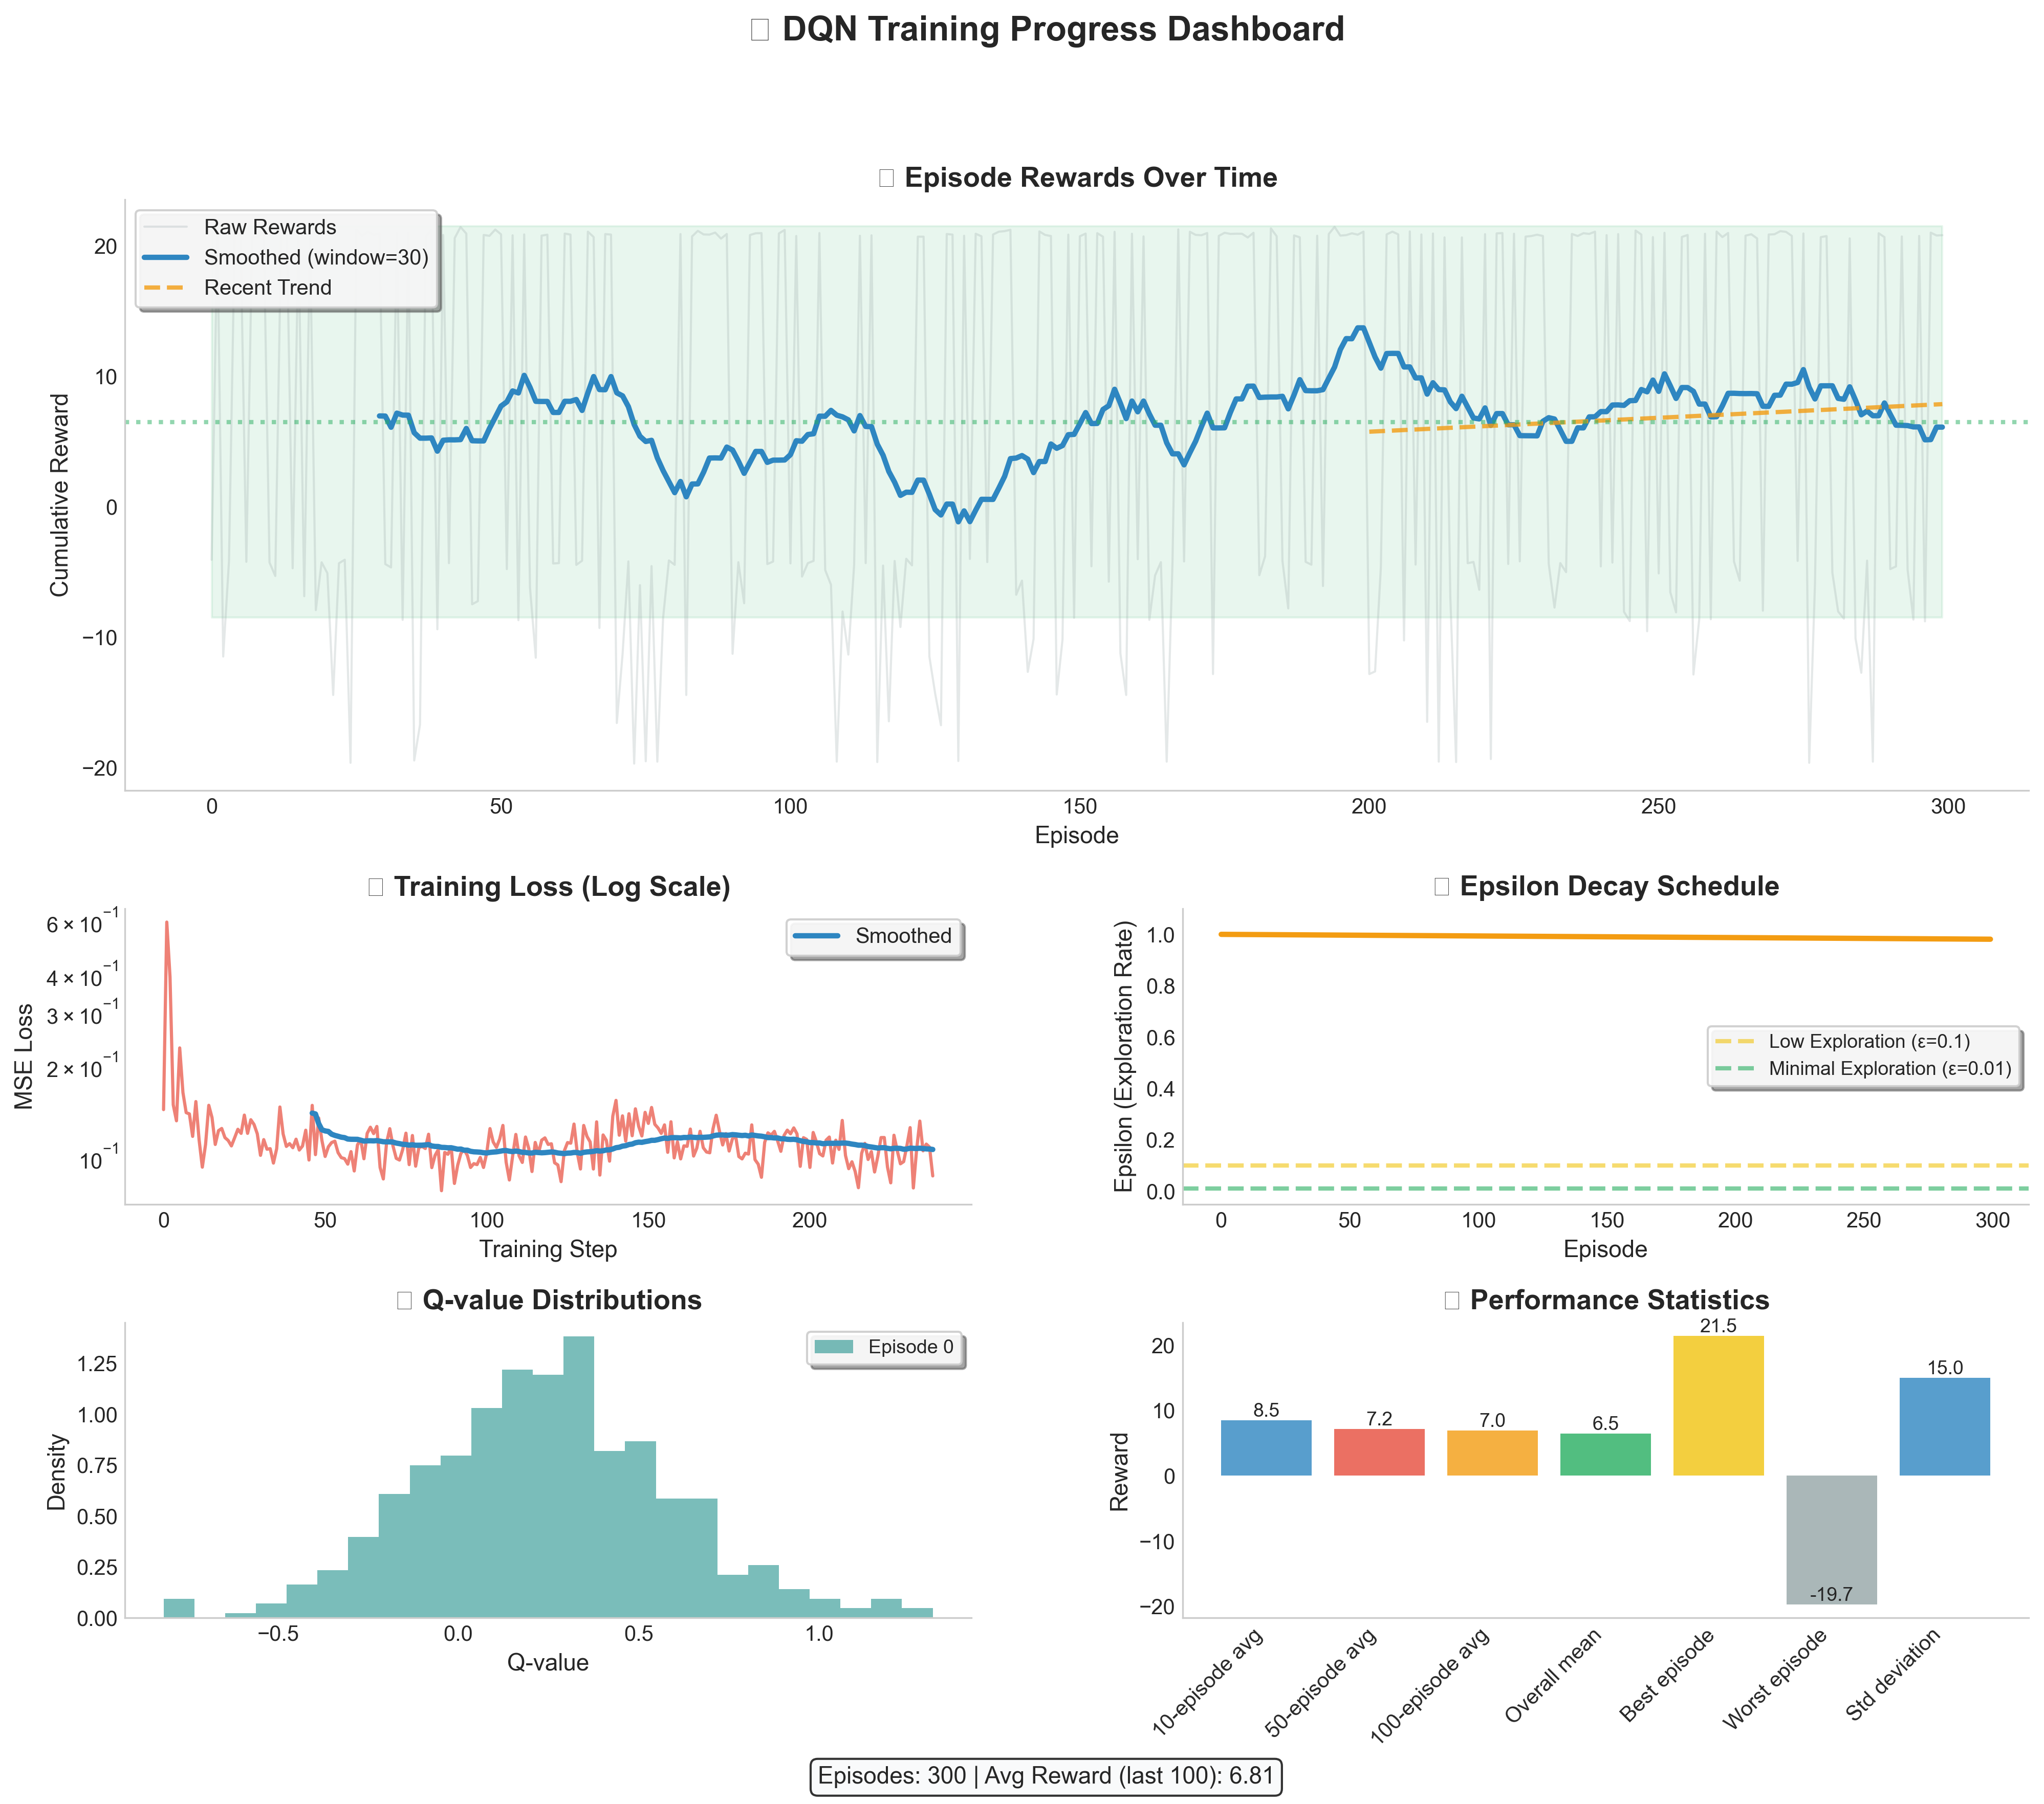 DQN Training Progress Dashboard
Episode Rewards Over Time
Raw Rewards
Smoothed (window=30)
Recent Trend
Cumulative Reward
20
10
0
−10
−20
0 50 100 150 200 250 300
Episode
Training Loss (Log Scale)
Smoothed
MSE Loss
6 × 10⁻¹
4 × 10⁻¹
3 × 10⁻¹
2 × 10⁻¹
10⁻¹
0 50 100 150 200
Training Step
Epsilon Decay Schedule
Epsilon (Exploration Rate)
1.0
0.8
0.6
0.4
0.2
0.0
Low Exploration (ε=0.1)
Minimal Exploration (ε=0.01)
0 50 100 150 200 250 300
Episode
Q-value Distributions
Episode 0
Density
1.25
1.00
0.75
0.50
0.25
0.00
−0.5 0.0 0.5 1.0
Q-value
Performance Statistics
Reward
20
10
0
−10
−20
8.5
7.2
7.0
6.5
21.5
-19.7
15.0
10-episode avg
50-episode avg
100-episode avg
Overall mean
Best episode
Worst episode
Std deviation
Episodes: 300 | Avg Reward (last 100): 6.81